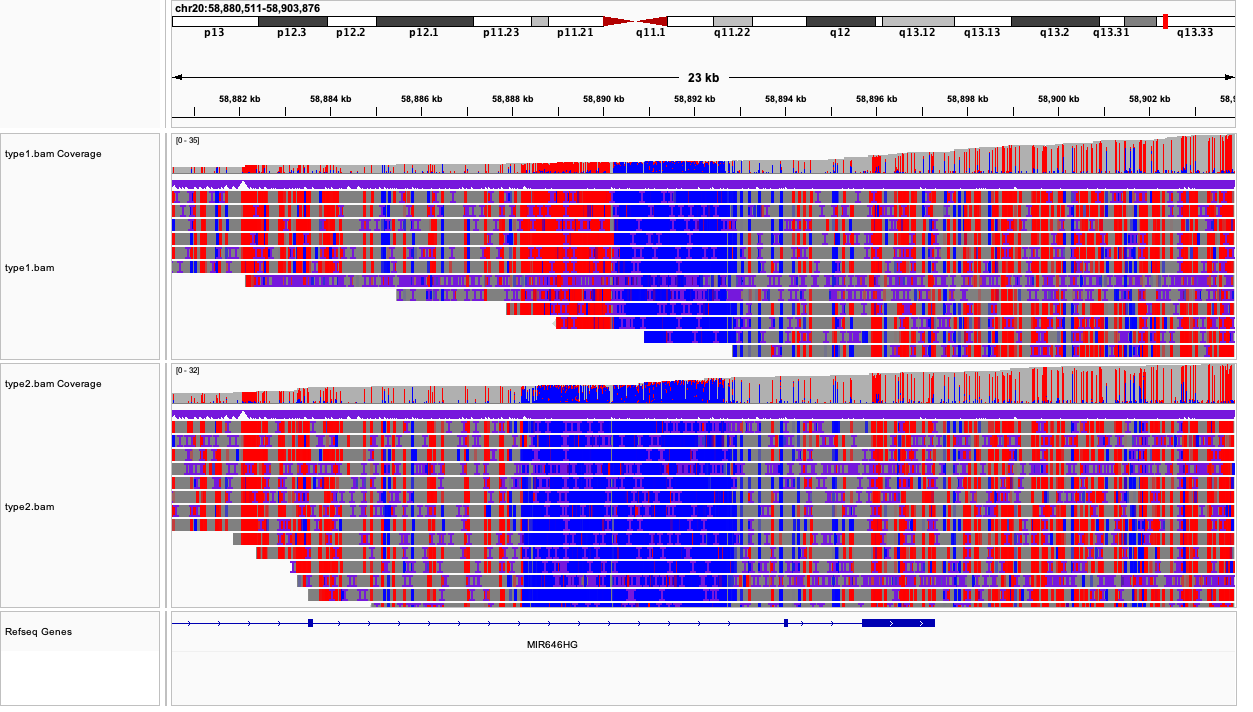 chr20:58,880,511-58,903,876
p13 p12.3 p12.2 p12.1 p11.23 p11.21 q11.1 q11.22 q12 q13.12 q13.13 q13.2 q13.31 q13.33
23 kb
58,882 kb 58,884 kb 58,886 kb 58,888 kb 58,890 kb 58,892 kb 58,894 kb 58,896 kb 58,898 kb 58,900 kb 58,902 kb 58,9
[0 - 35]
type1.bam Coverage
type1.bam
[0 - 32]
type2.bam Coverage
type2.bam
Refseq Genes
MIR646HG